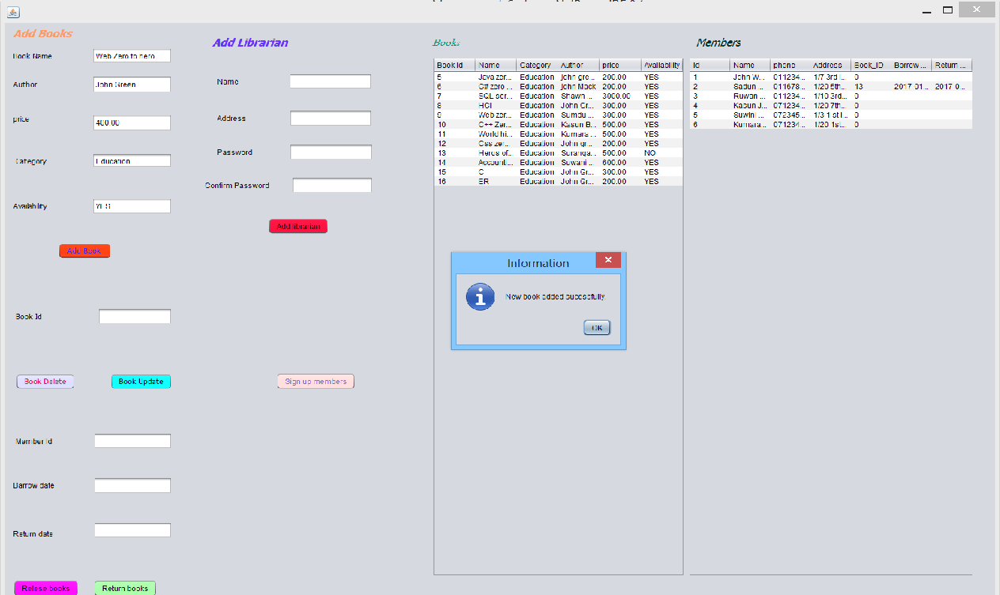 Add Books
Book Name
Web Zero to hero
Author
John Green
price
400.00
Category
Education
Availability
YES
Add Book
Book Id
Book Delete
Book Update
Member Id
Barrow date
Return date
Relese books
Return books
Add Librarian
Name
Address
Password
Confirm Password
Add librarian
Sign up members
Books
Book Id Name Category Author price Availability
5 Java zer... Education john gre... 200.00 YES
6 C# zero ... Education john Mack 200.00 YES
7 SQL ser... Education Shawn ... 3000.00 YES
8 HCI Education John Gr... 300.00 YES
9 Web zer... Education Sumdu ... 300.00 YES
10 C++ Zer... Education Kasun B... 500.00 YES
11 World hi... Education Kumara ... 500.00 YES
12 Css zer... Education John gr... 200.00 YES
13 Heros of... Education Suranga... 500.00 NO
14 Accounti... Education Suwani ... 600.00 YES
15 C Education John Gr... 300.00 YES
16 ER Education John Gr... 200.00 YES
Members
Id Name phone Address Book_ID Borrow ... Return ...
1 John W... 011234... 1/7 3rd l... 0
2 Sadun ... 011678... 1/20 5th... 13 2017-01... 2017-0...
3 Ruwan ... 011234... 1/10 3rd... 0
4 Kasun J... 071234... 1/20 7th... 0
5 Suwini ... 072345... 1/3 1 st l... 0
6 Kumara... 071234... 1/20 1st... 0
Information
New book added sucessfully
OK